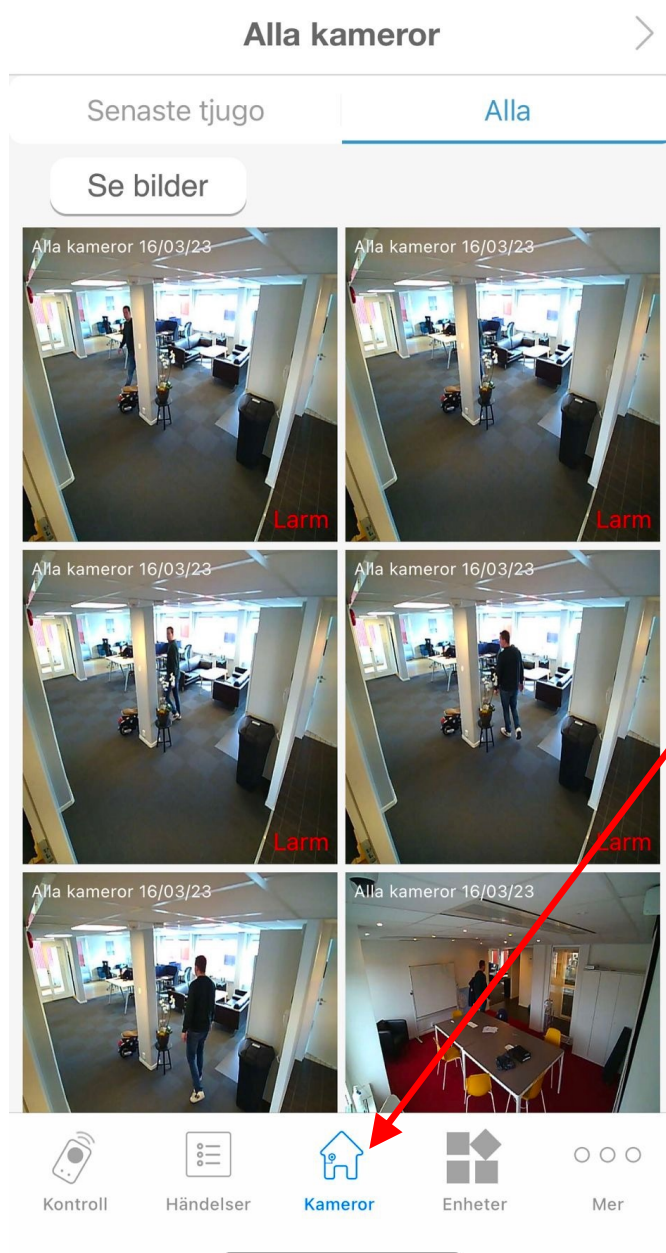 Alla kameror
Senaste tjugo
Alla
Se bilder
Alla kameror 16/03/23
Larm
Alla kameror 16/03/23
Larm
Alla kameror 16/03/23
Larm
Alla kameror 16/03/23
Larm
Alla kameror 16/03/23
Alla kameror 16/03/23
Kontroll
Händelser
Kameror
Enheter
Mer